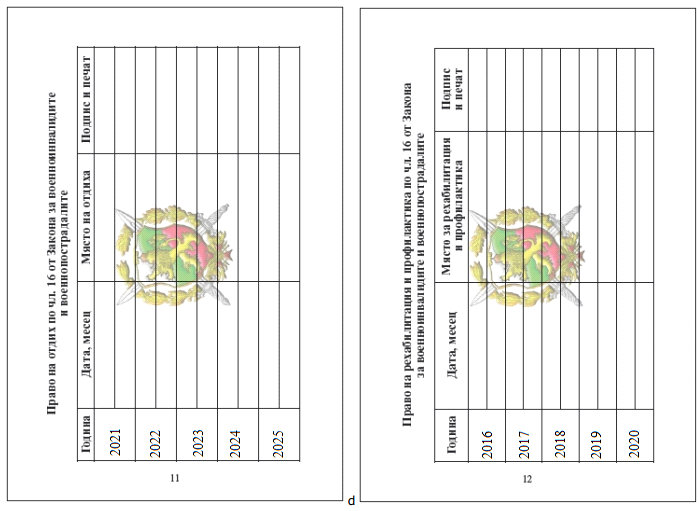 Право на отдих по чл. 16 от Закона за военноинвалидите
и военнопострадалите
Година Дата, месец Място на отдиха Подпис и печат
2021
2022
2023
2024
2025
11
d
Право на рехабилитация и профилактика по чл. 16 от Закона
за военноинвалидите и военнопострадалите
Година Дата, месец Място за рехабилитация
и профилактика Подпис
и печат
2016
2017
2018
2019
2020
12